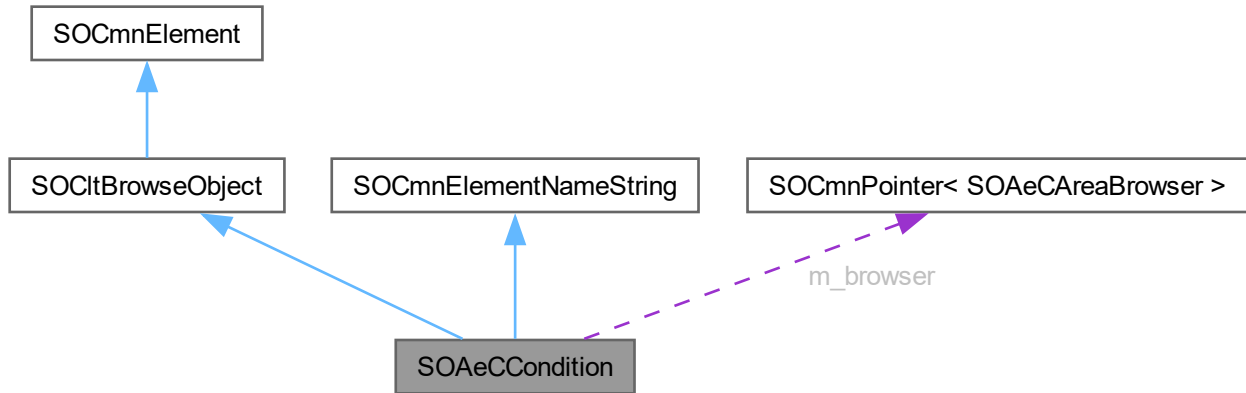 SOCmnElement
SOCltBrowseObject
SOCmnElementNameString
SOCmnPointer< SOAeCAreaBrowser >
m_browser
SOAeCCondition